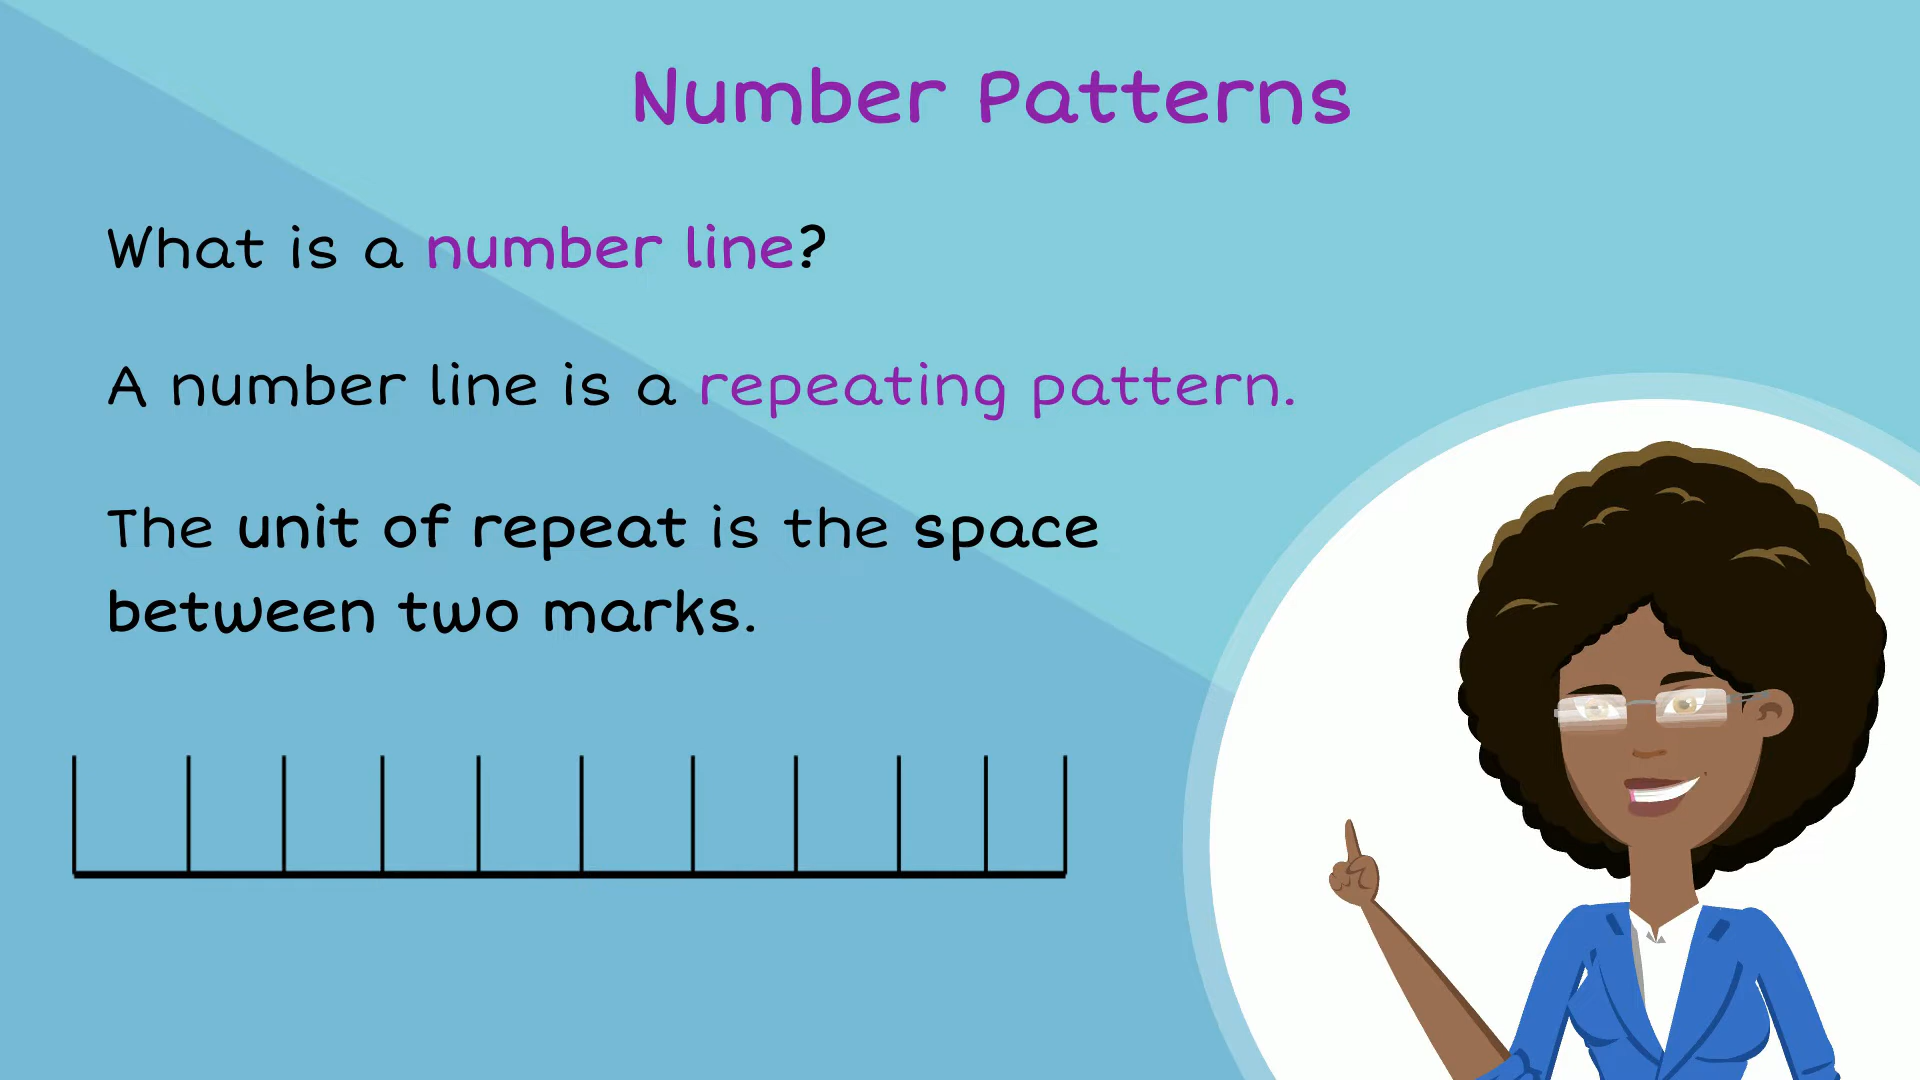 Number Patterns
What is a number line?
A number line is a repeating pattern.
The unit of repeat is the space
between two marks.